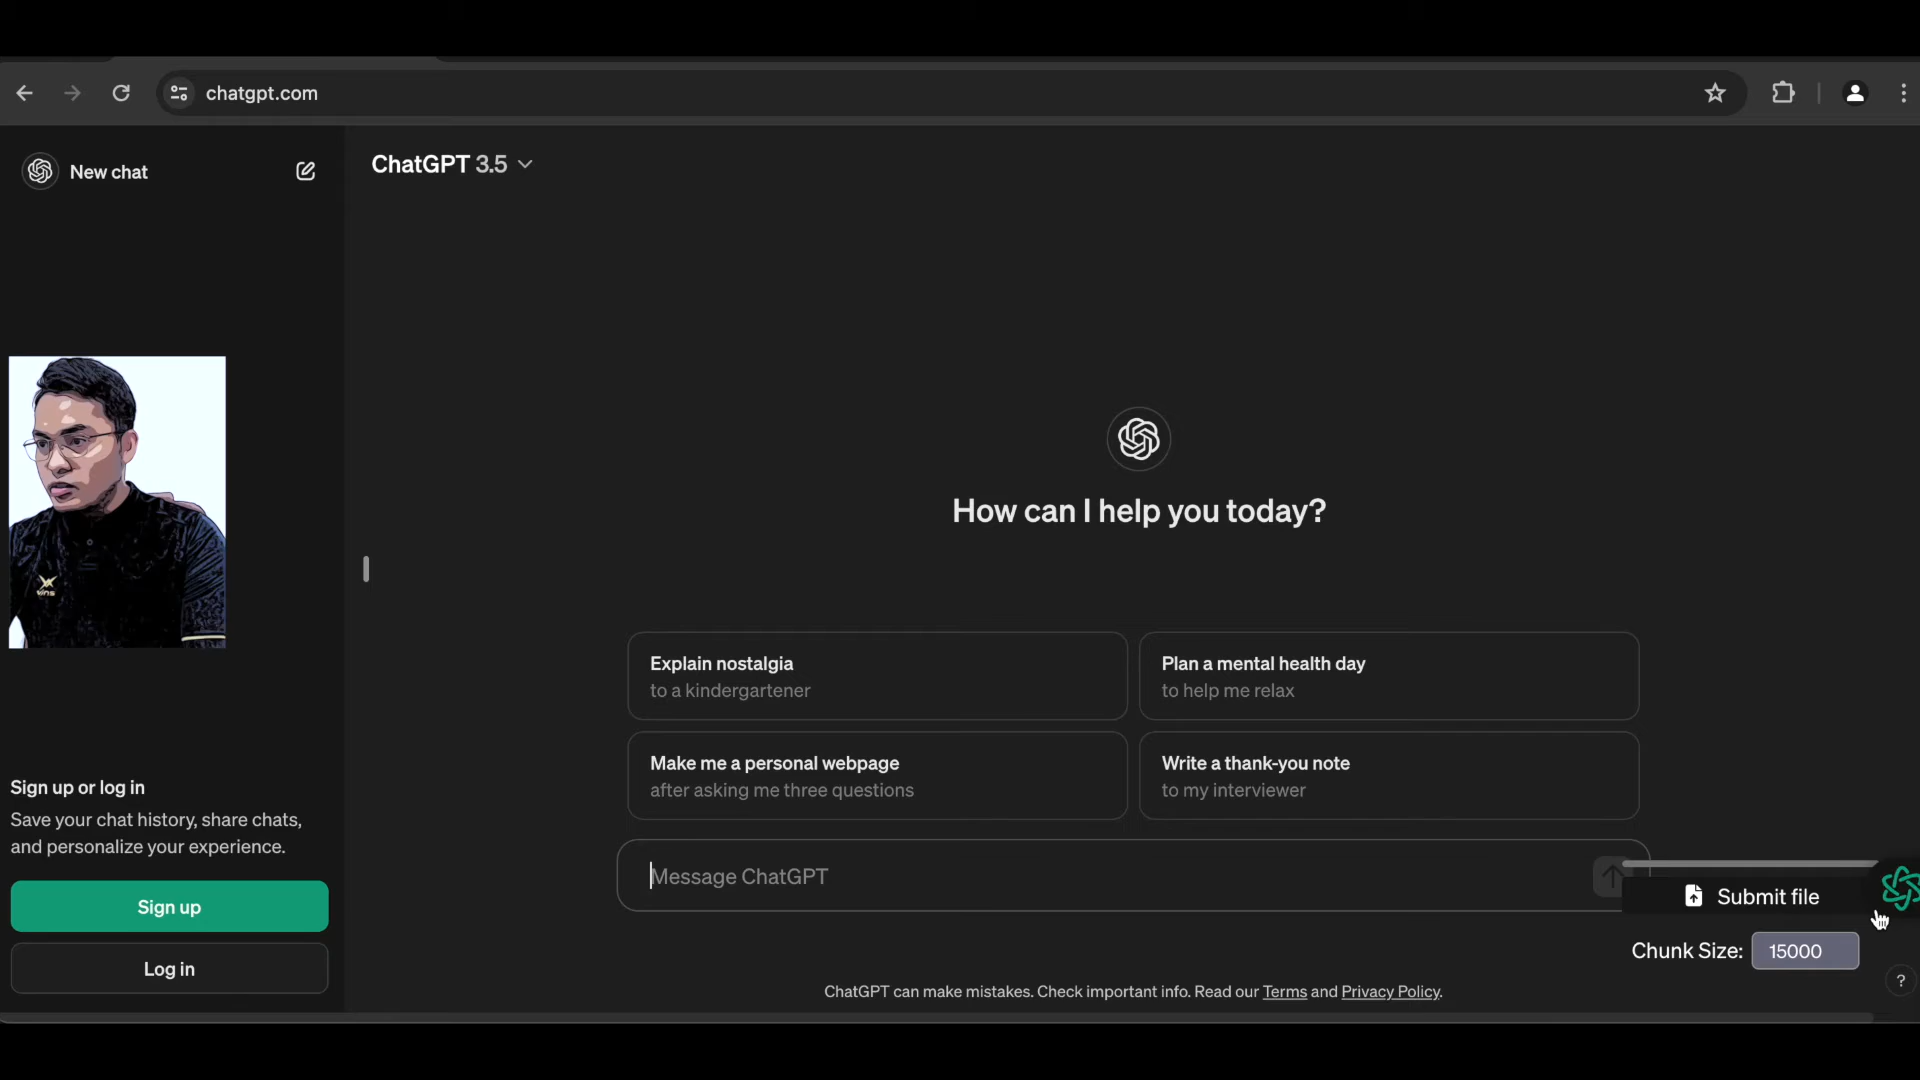 chatgpt.com
New chat
ChatGPT 3.5
How can I help you today?
Explain nostalgia
to a kindergartener
Plan a mental health day
to help me relax
Make me a personal webpage
after asking me three questions
Write a thank-you note
to my interviewer
Sign up or log in
Save your chat history, share chats,
and personalize your experience.
Sign up
Log in
Message ChatGPT
Submit file
Chunk Size: 15000
ChatGPT can make mistakes. Check important info. Read our Terms and Privacy Policy.
?